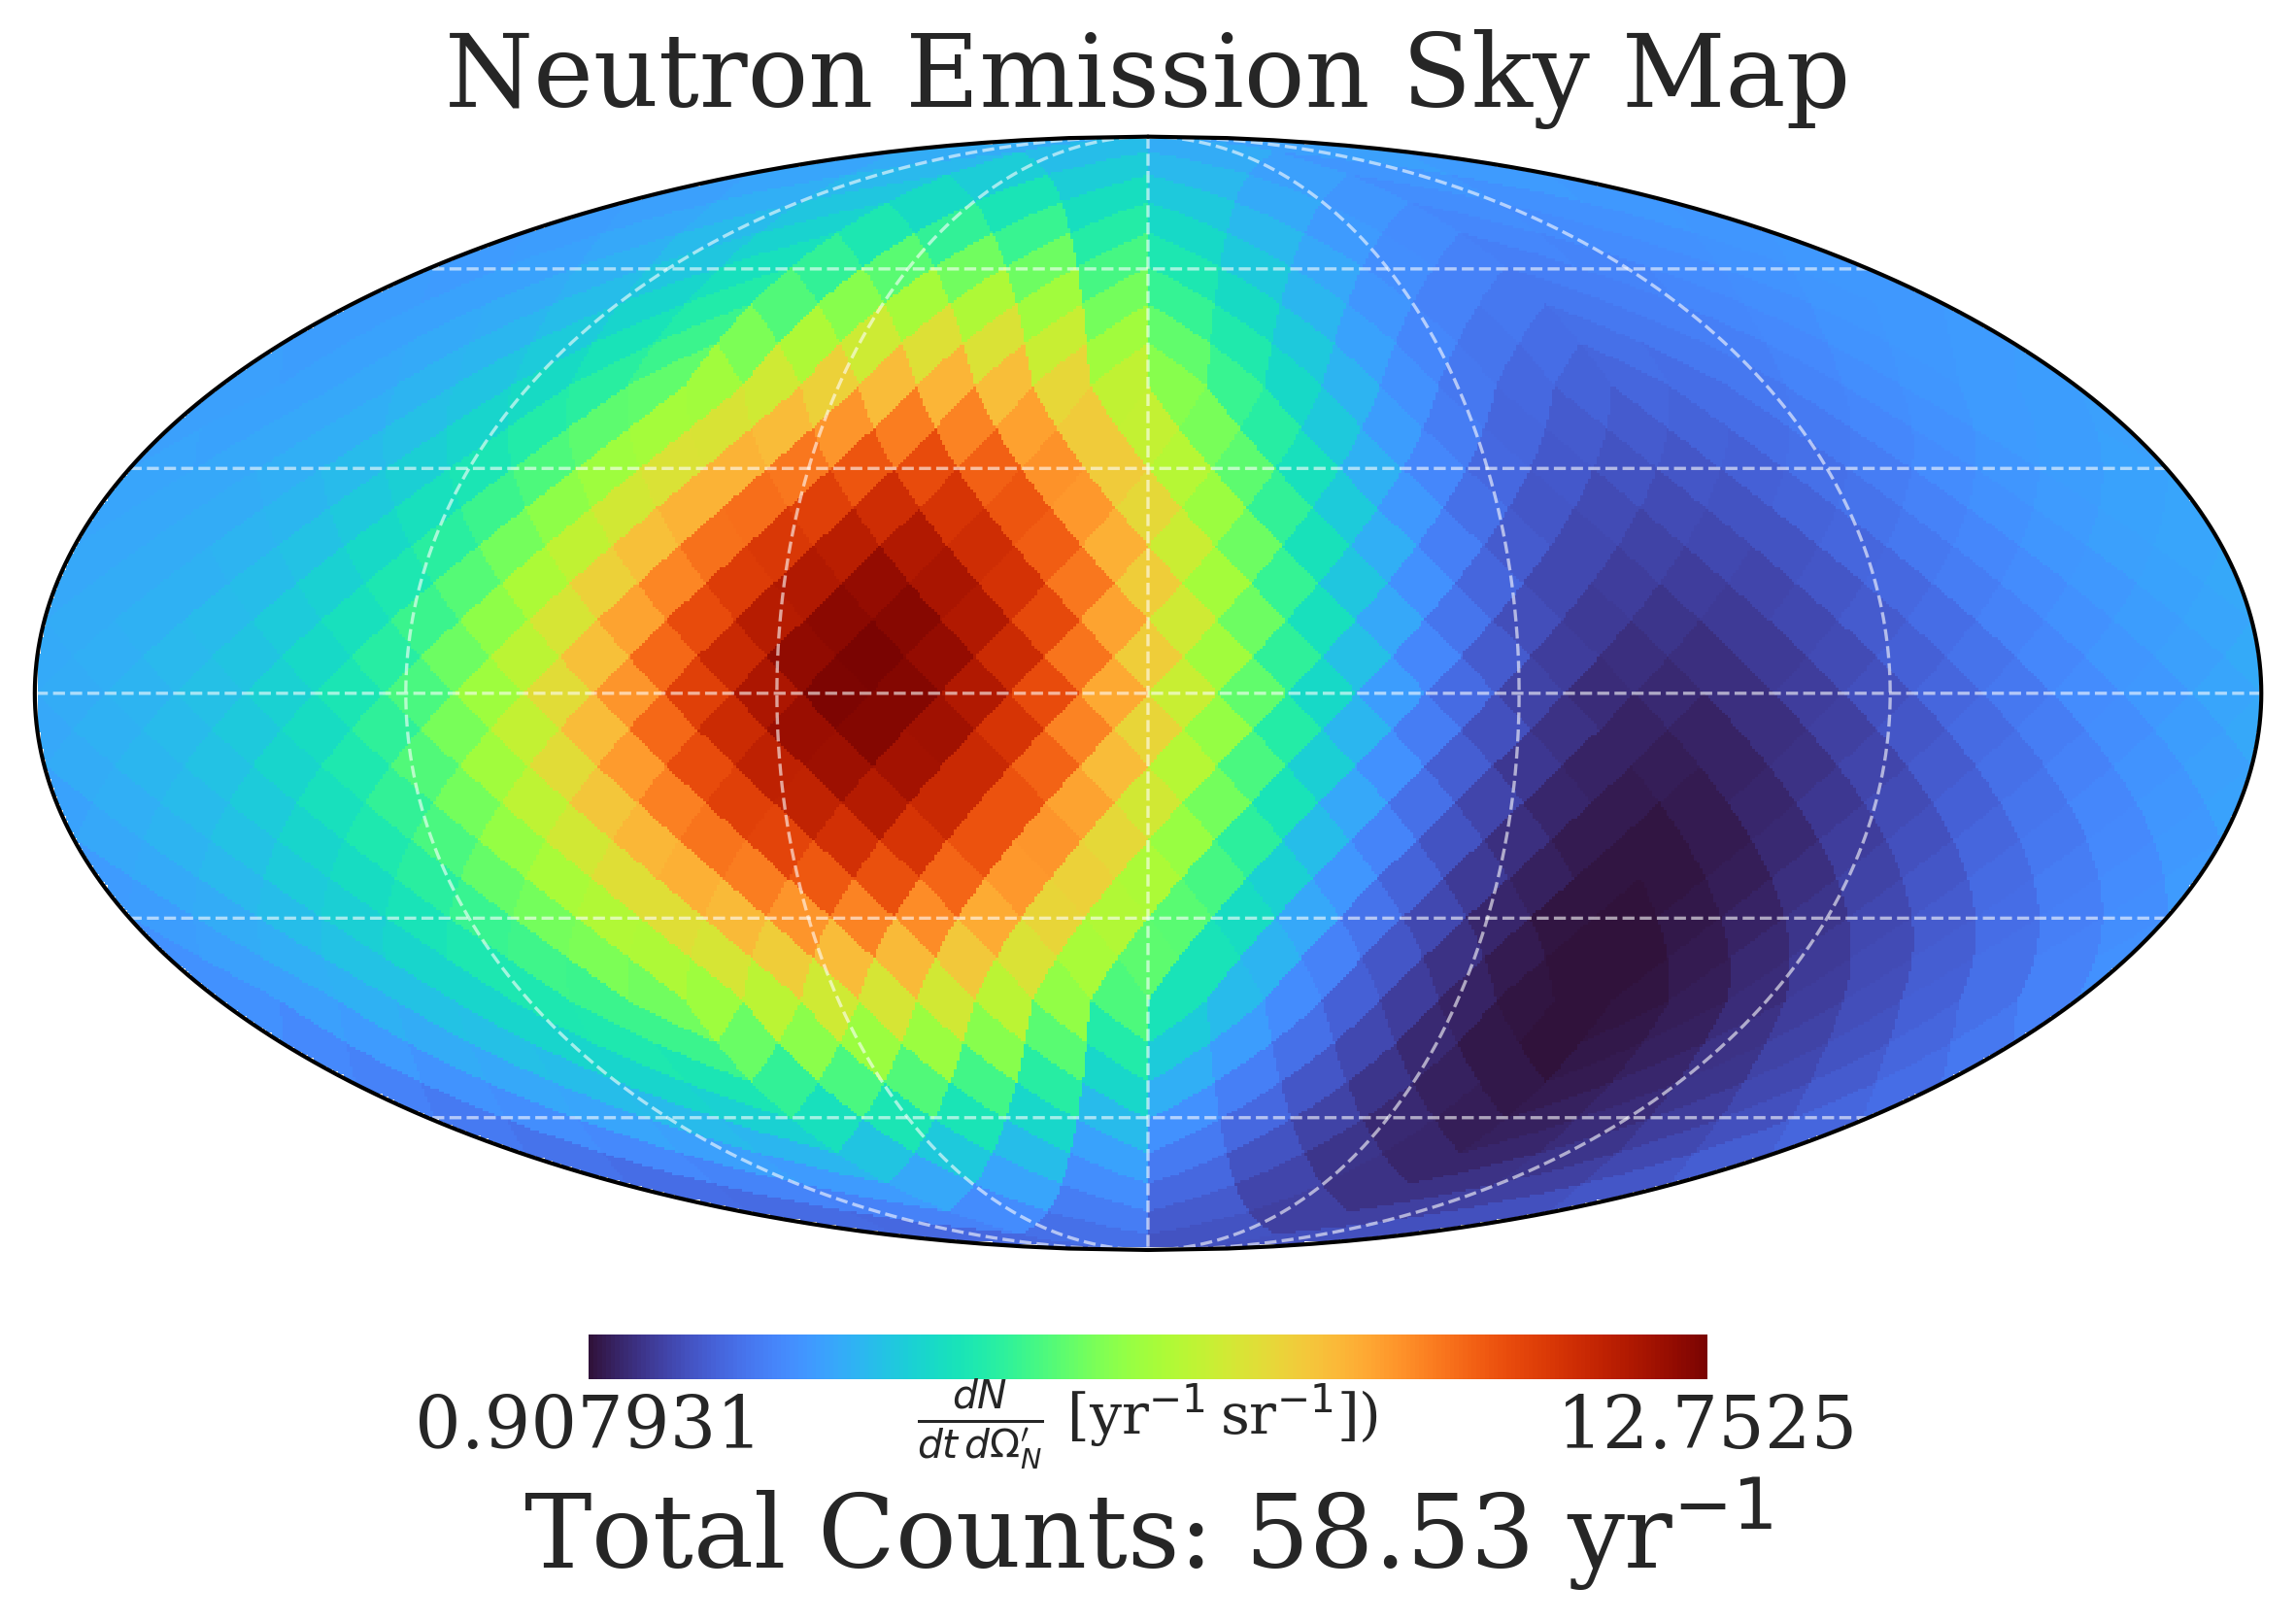 Neutron Emission Sky Map
0.907931
dN/dt dΩ′_N [yr⁻¹ sr⁻¹])
12.7525
Total Counts: 58.53 yr⁻¹